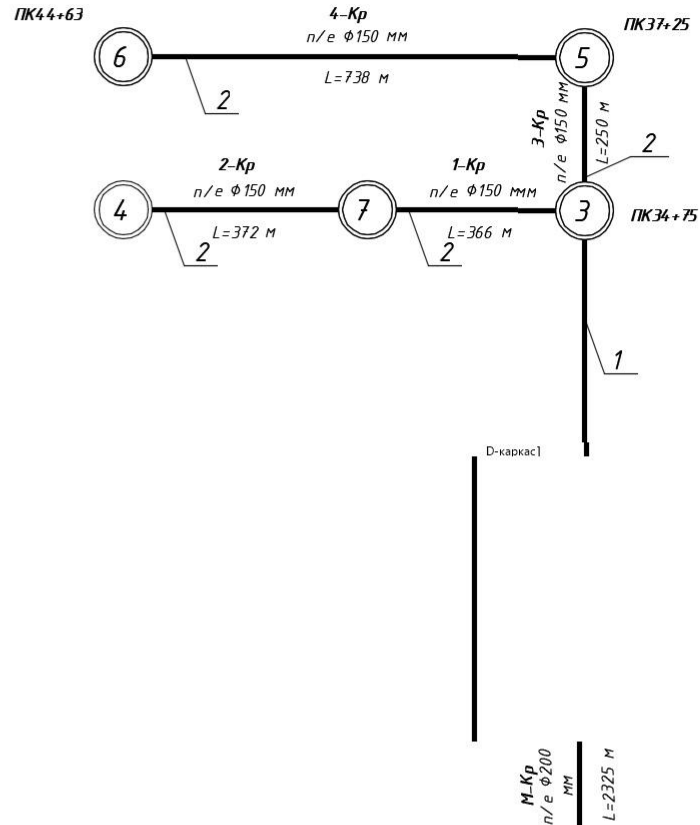 ПК44+63
4-Кр
п/е Ф150 мм
L=738 м
ПК37+25
6
5
2
3-Кр
п/е Ф150 мм
L=250 м
2
2-Кр
п/е Ф150 мм
L=372 м
1-Кр
п/е Ф150 ммм
L=366 м
4
7
3
ПК34+75
2
2
1
D-каркас1
М-Кр
п/е Ф200
мм
L=2325 м